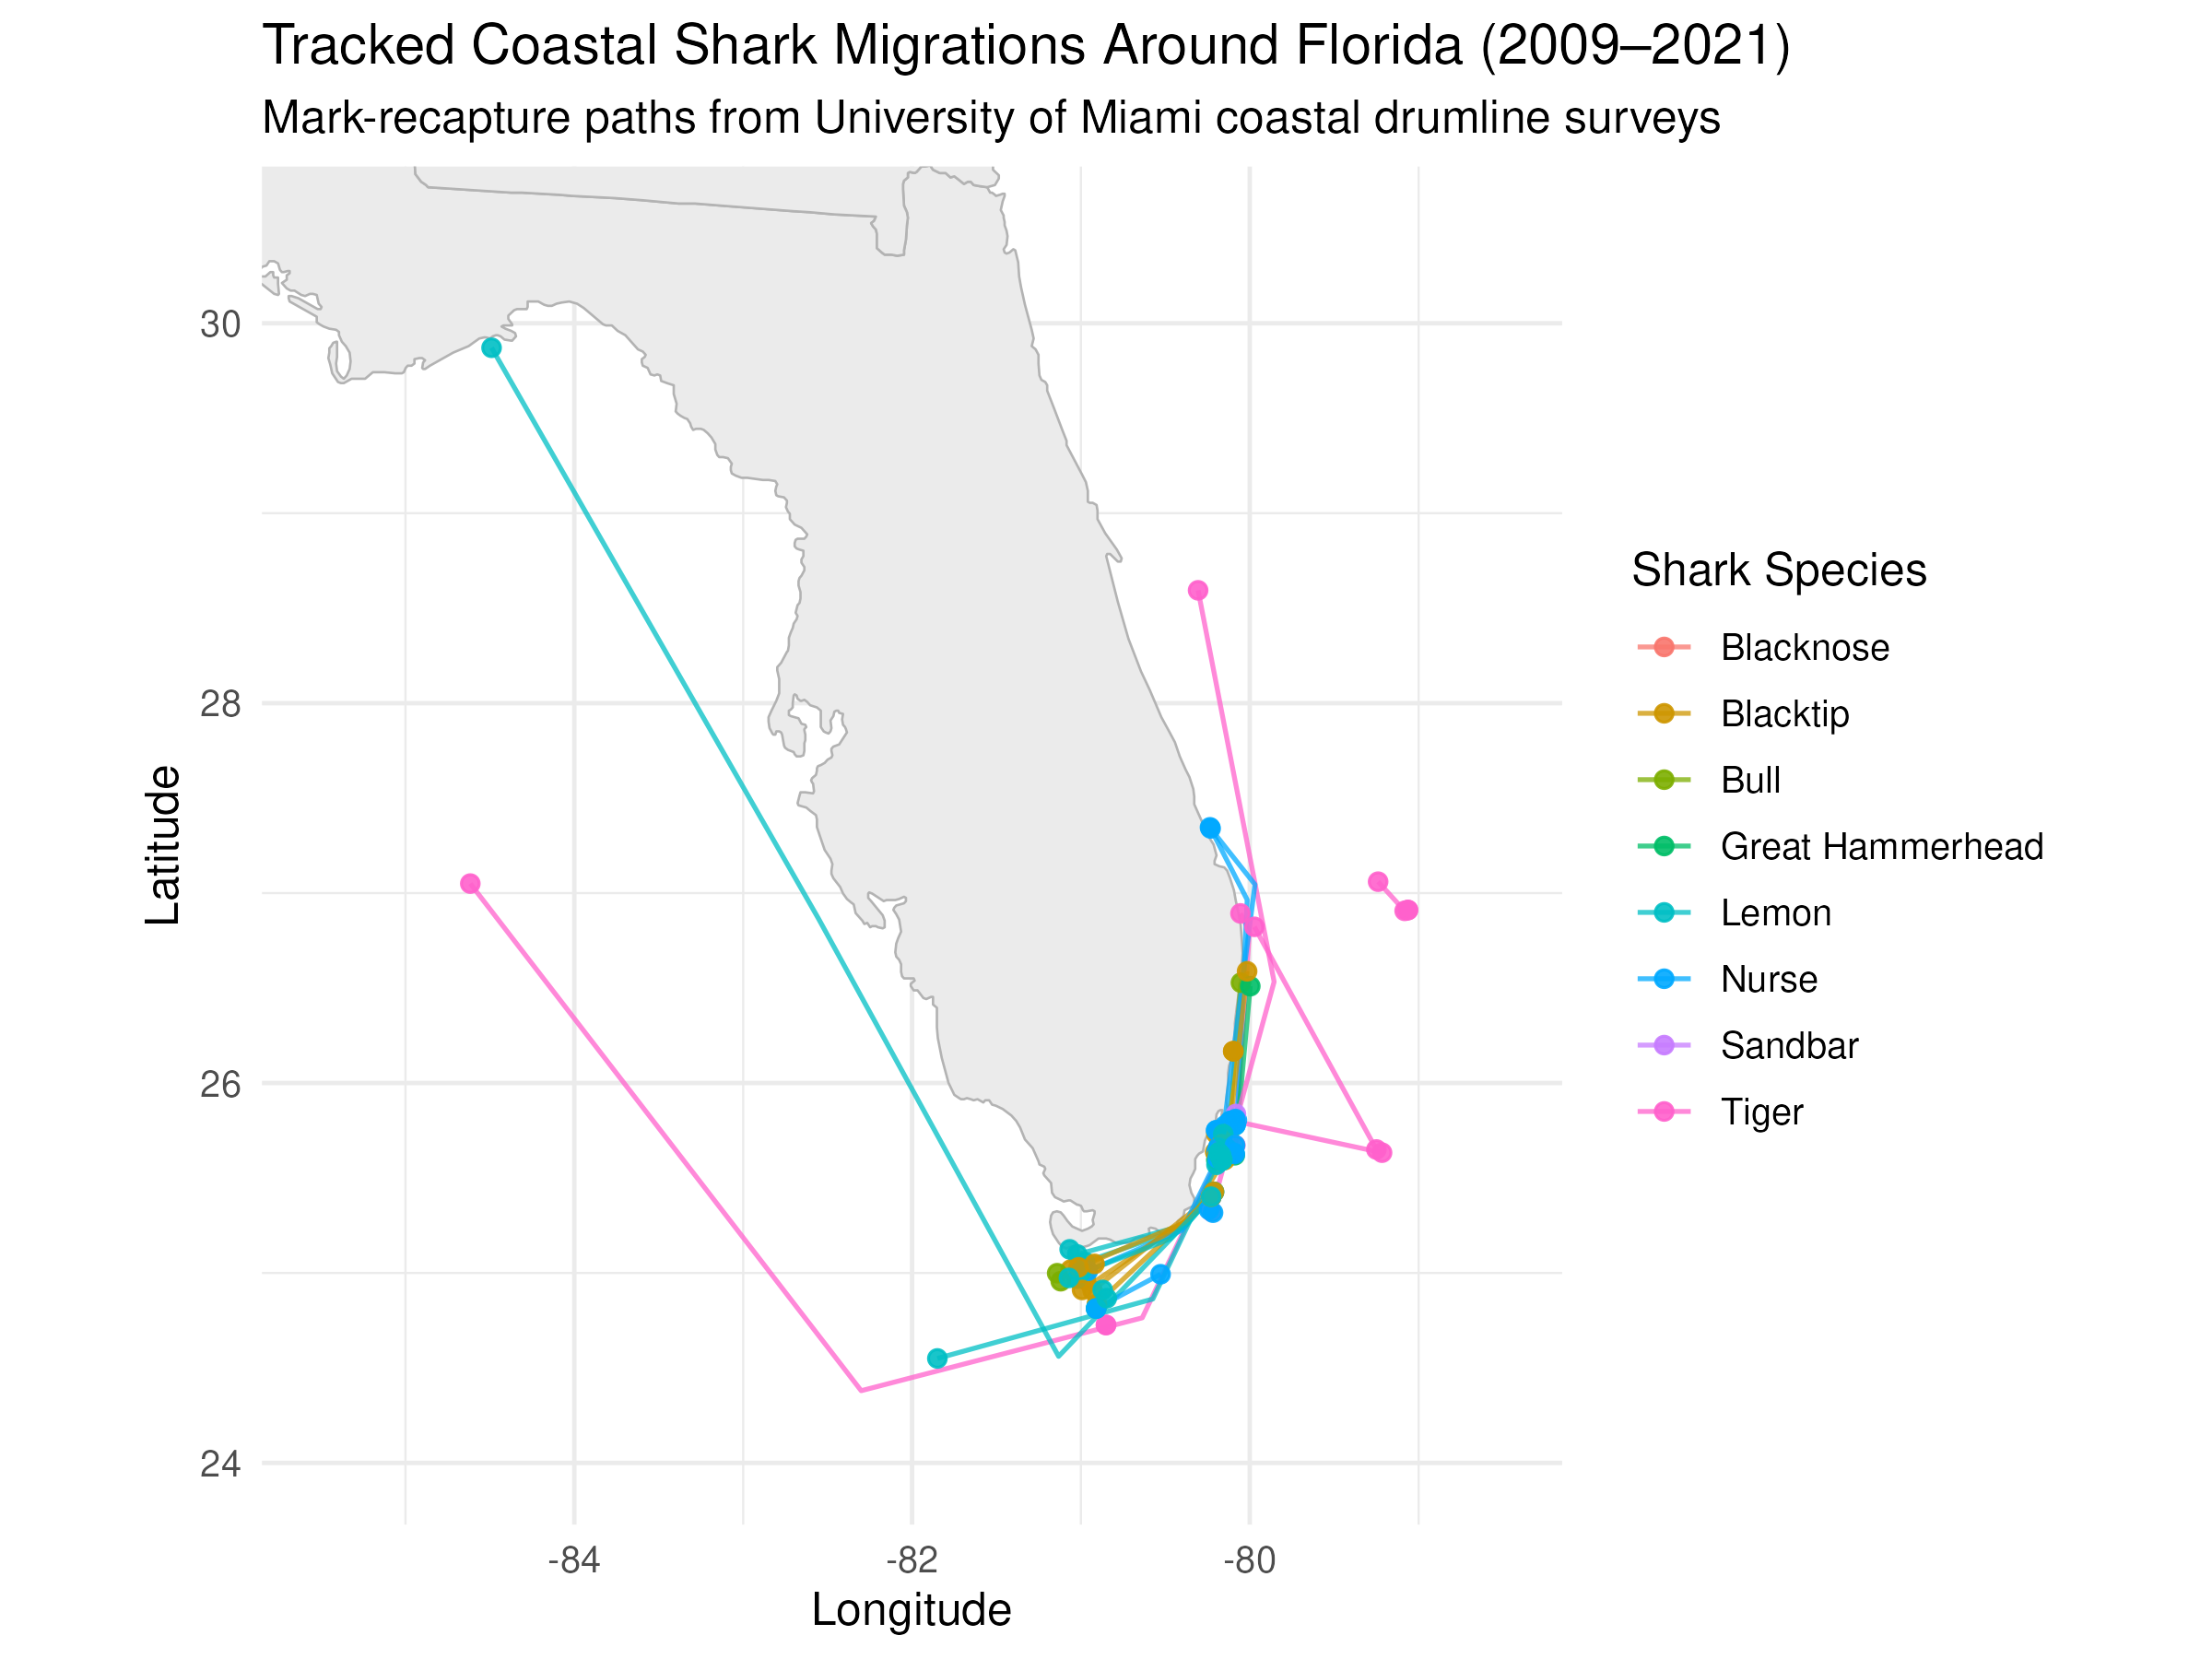 Tracked Coastal Shark Migrations Around Florida (2009–2021)
Mark-recapture paths from University of Miami coastal drumline surveys
30
28
26
24
Latitude
-84
-82
-80
Longitude
Shark Species
Blacknose
Blacktip
Bull
Great Hammerhead
Lemon
Nurse
Sandbar
Tiger